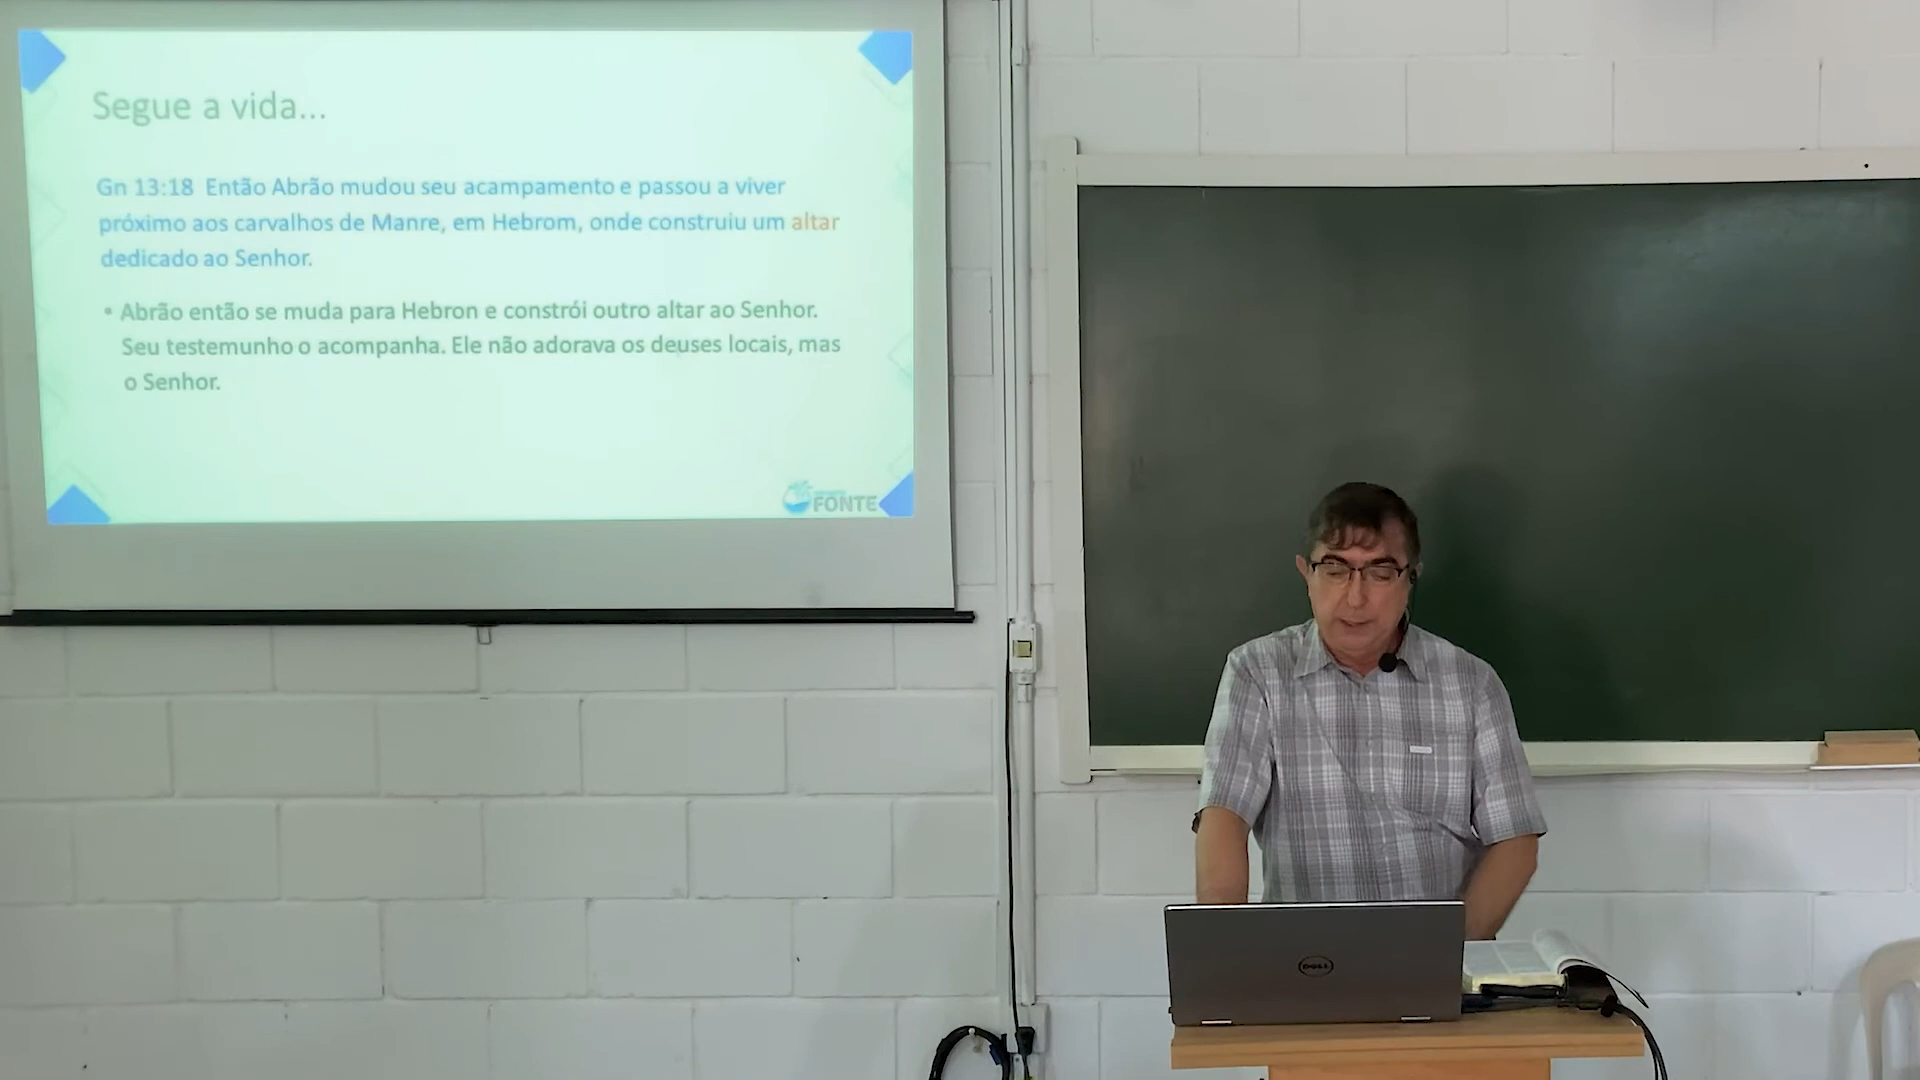 Segue a vida...
Gn 13:18 Então Abrão mudou seu acampamento e passou a viver
próximo aos carvalhos de Manre, em Hebrom, onde construiu um altar
dedicado ao Senhor.
• Abrão então se muda para Hebron e constrói outro altar ao Senhor.
Seu testemunho o acompanha. Ele não adorava os deuses locais, mas
o Senhor.
FONTE
DELL